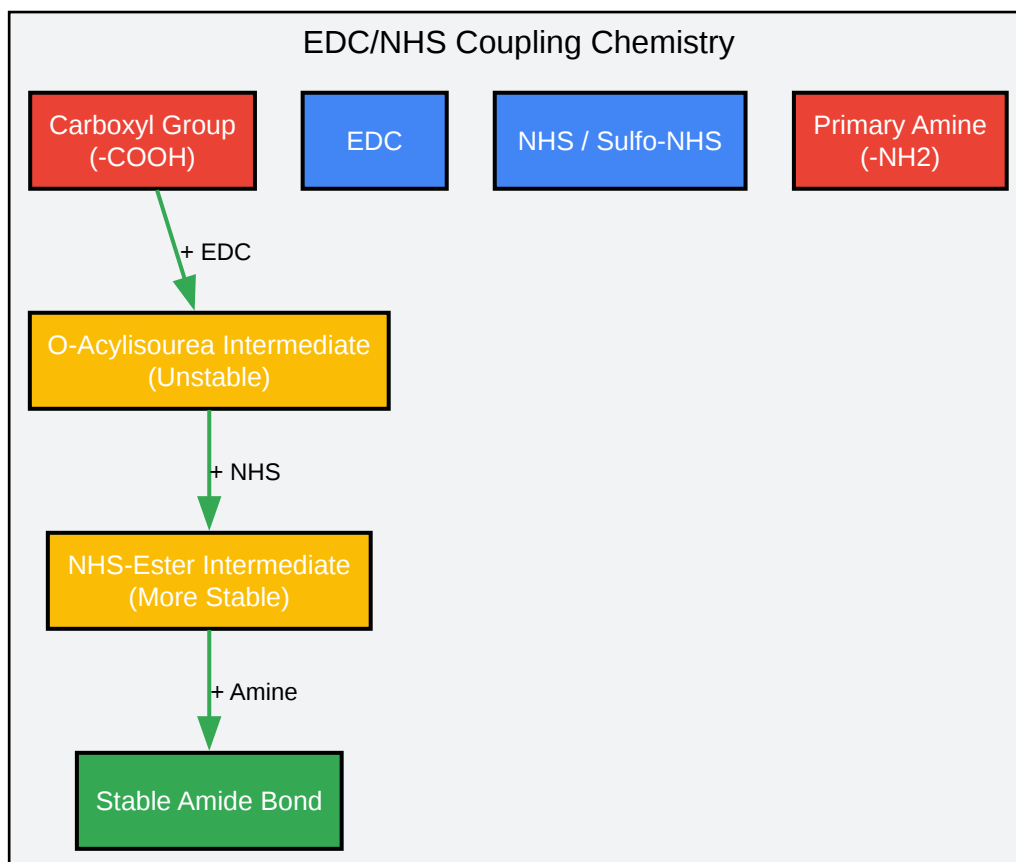 EDC/NHS Coupling Chemistry
Carboxyl Group
(-COOH)
EDC
NHS / Sulfo-NHS
Primary Amine
(-NH2)
+ EDC
O-Acylisourea Intermediate
(Unstable)
+ NHS
NHS-Ester Intermediate
(More Stable)
+ Amine
Stable Amide Bond